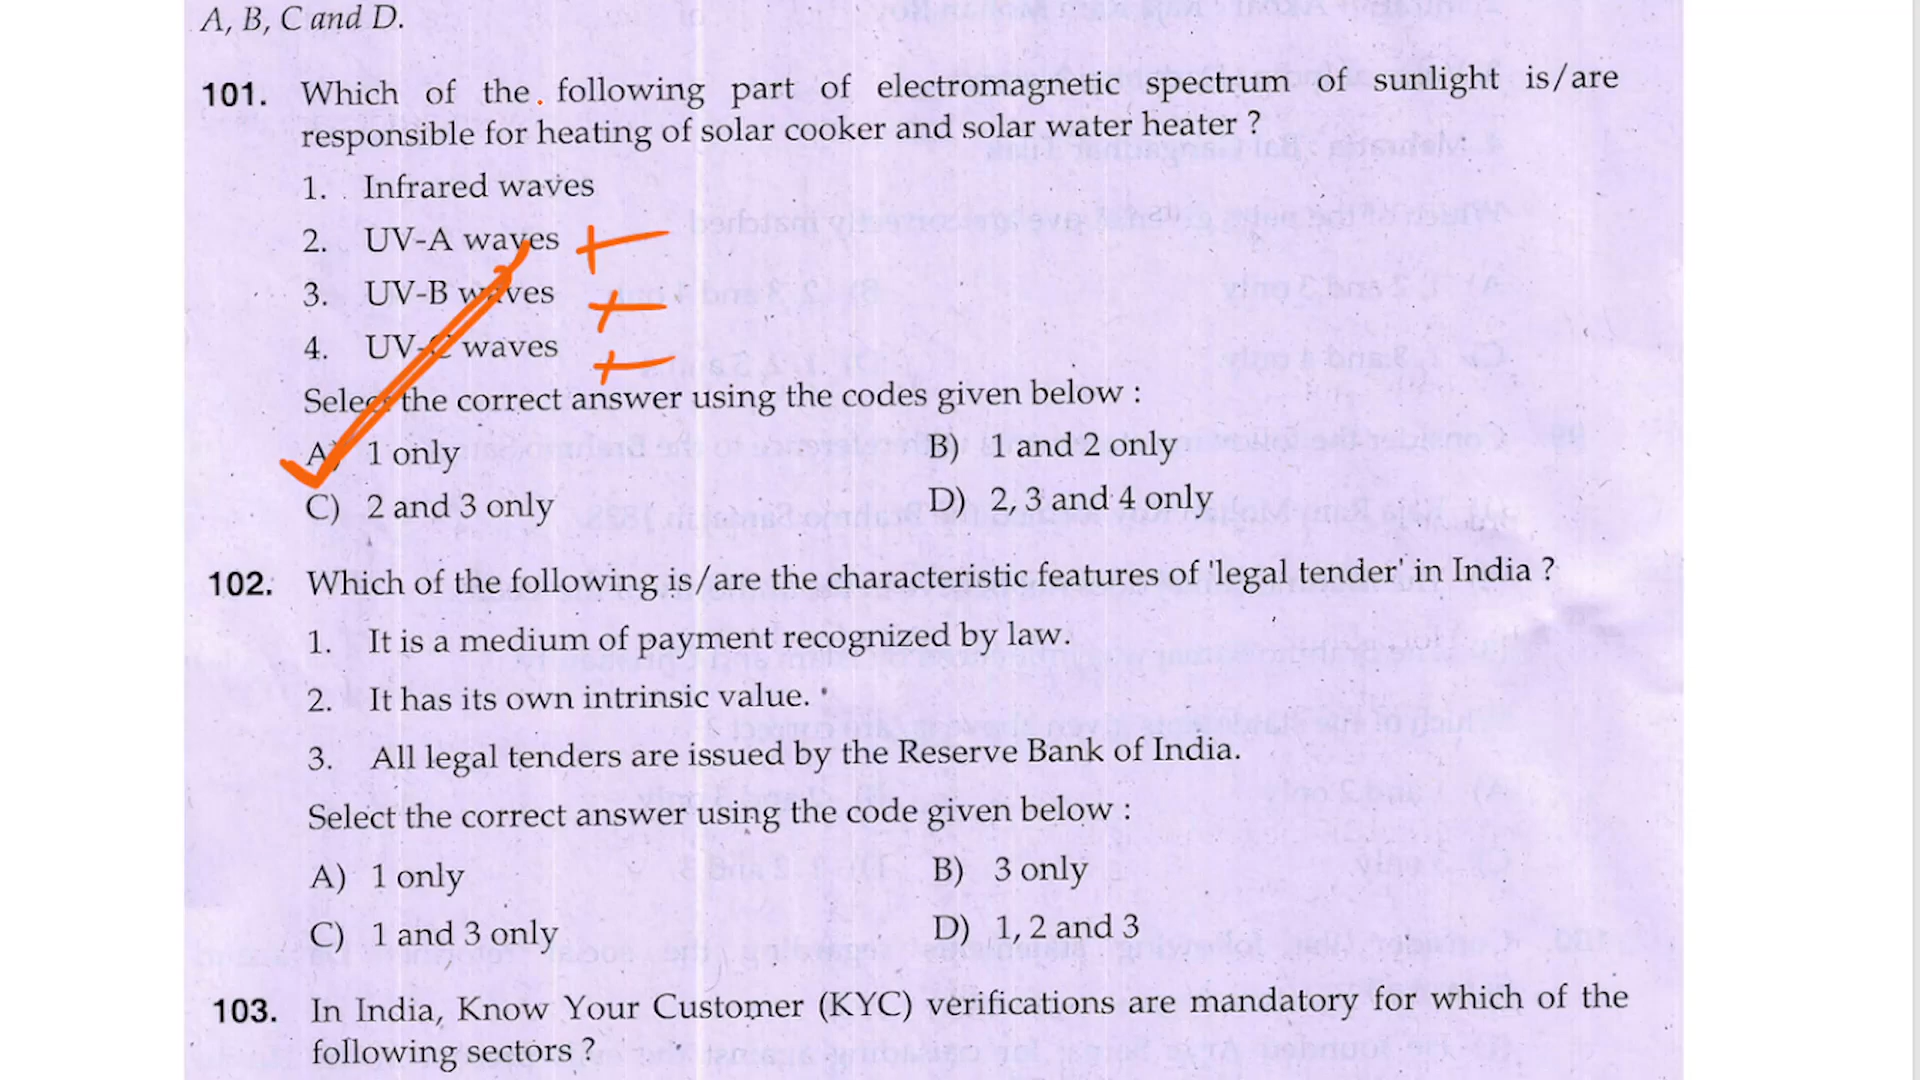 A, B, C and D.
101. Which of the following part of electromagnetic spectrum of sunlight is/are
responsible for heating of solar cooker and solar water heater ?
1. Infrared waves
2. UV-A waves
3. UV-B waves
4. UV-C waves
Select the correct answer using the codes given below :
A) 1 only B) 1 and 2 only
C) 2 and 3 only D) 2, 3 and 4 only
102. Which of the following is/are the characteristic features of 'legal tender' in India ?
1. It is a medium of payment recognized by law.
2. It has its own intrinsic value.
3. All legal tenders are issued by the Reserve Bank of India.
Select the correct answer using the code given below :
A) 1 only B) 3 only
C) 1 and 3 only D) 1, 2 and 3
103. In India, Know Your Customer (KYC) verifications are mandatory for which of the
following sectors ?